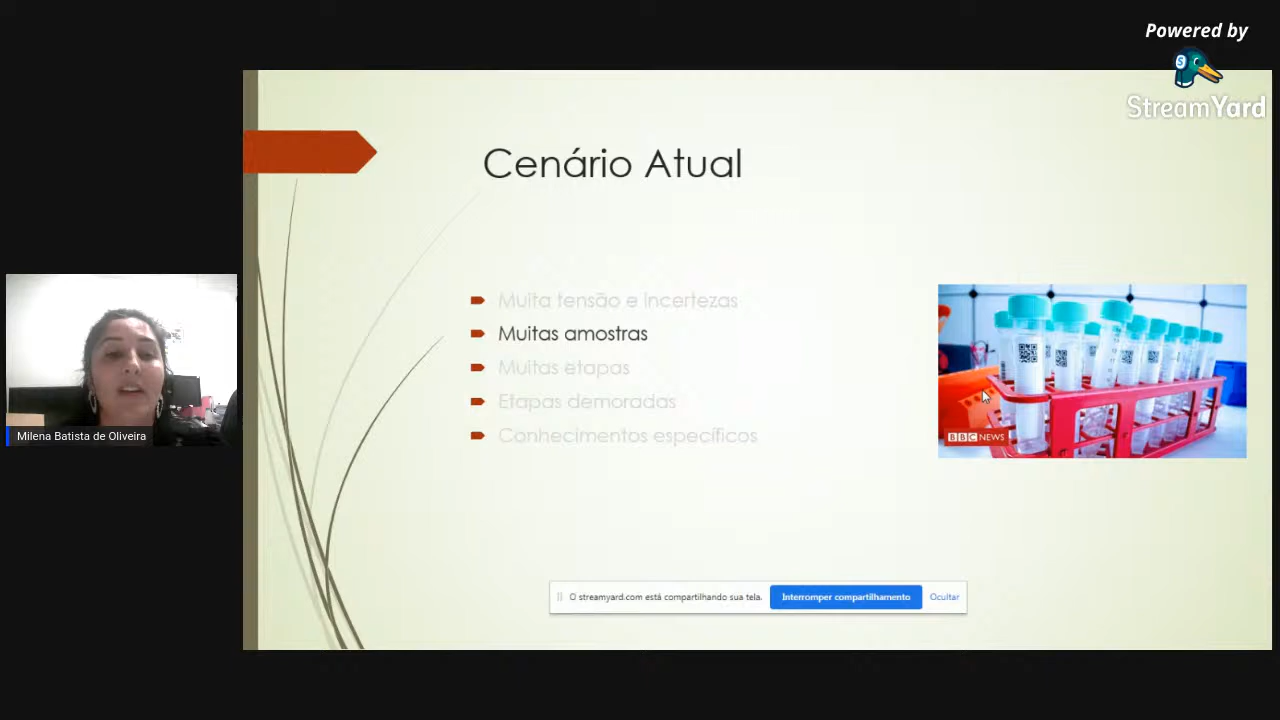 Powered by
StreamYard
Cenário Atual
Muita tensão e incertezas
Muitas amostras
Muitas etapas
Etapas demoradas
Conhecimentos específicos
BBC NEWS
Milena Batista de Oliveira
O streamyard.com está compartilhando sua tela. Interromper compartilhamento Ocultar